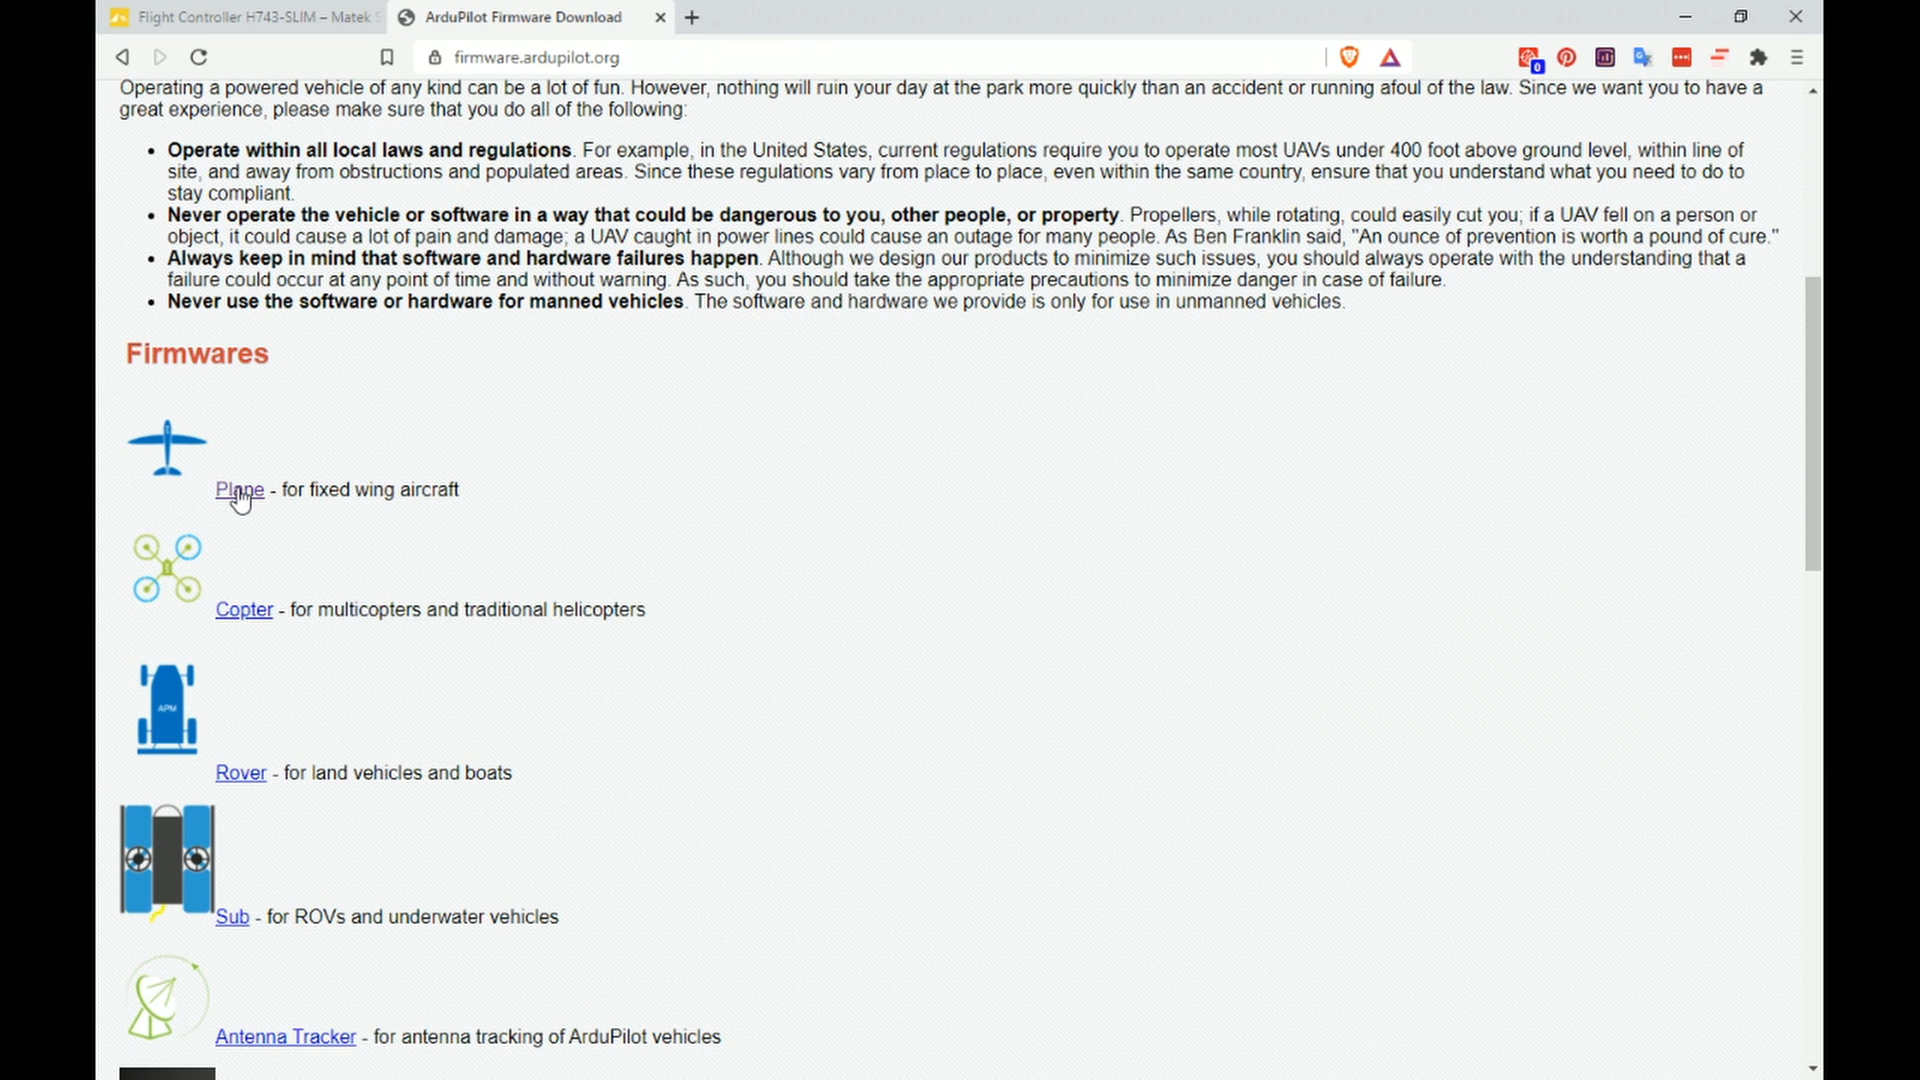 Flight Controller H743-SLIM – Matek S
ArduPilot Firmware Download
firmware.ardupilot.org
0
Operating a powered vehicle of any kind can be a lot of fun. However, nothing will ruin your day at the park more quickly than an accident or running afoul of the law. Since we want you to have a
great experience, please make sure that you do all of the following:
• Operate within all local laws and regulations. For example, in the United States, current regulations require you to operate most UAVs under 400 foot above ground level, within line of
site, and away from obstructions and populated areas. Since these regulations vary from place to place, even within the same country, ensure that you understand what you need to do to
stay compliant.
• Never operate the vehicle or software in a way that could be dangerous to you, other people, or property. Propellers, while rotating, could easily cut you; if a UAV fell on a person or
object, it could cause a lot of pain and damage; a UAV caught in power lines could cause an outage for many people. As Ben Franklin said, "An ounce of prevention is worth a pound of cure."
• Always keep in mind that software and hardware failures happen. Although we design our products to minimize such issues, you should always operate with the understanding that a
failure could occur at any point of time and without warning. As such, you should take the appropriate precautions to minimize danger in case of failure.
• Never use the software or hardware for manned vehicles. The software and hardware we provide is only for use in unmanned vehicles.
Firmwares
Plane - for fixed wing aircraft
Copter - for multicopters and traditional helicopters
APM
Rover - for land vehicles and boats
Sub - for ROVs and underwater vehicles
Antenna Tracker - for antenna tracking of ArduPilot vehicles